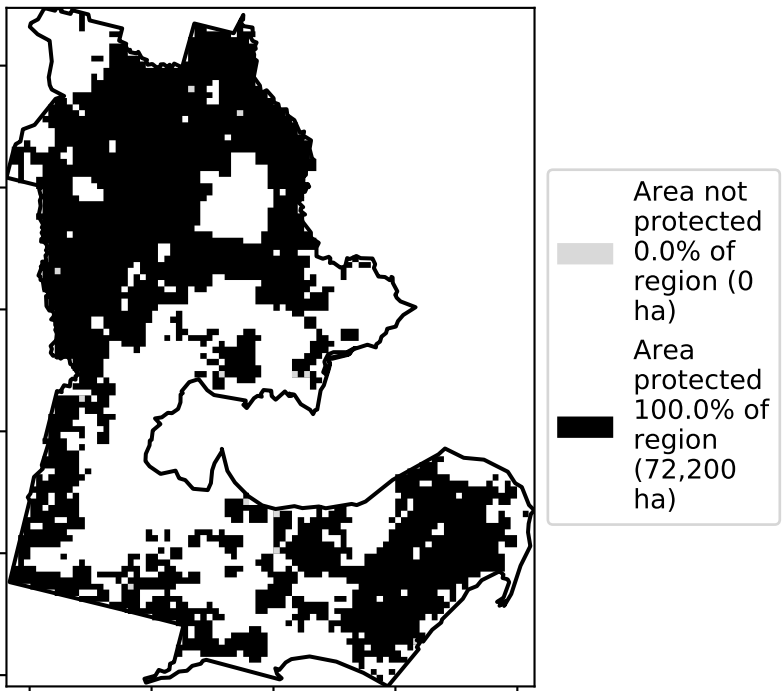 Area not
protected
0.0% of
region (0
ha)
Area
protected
100.0% of
region
(72,200
ha)